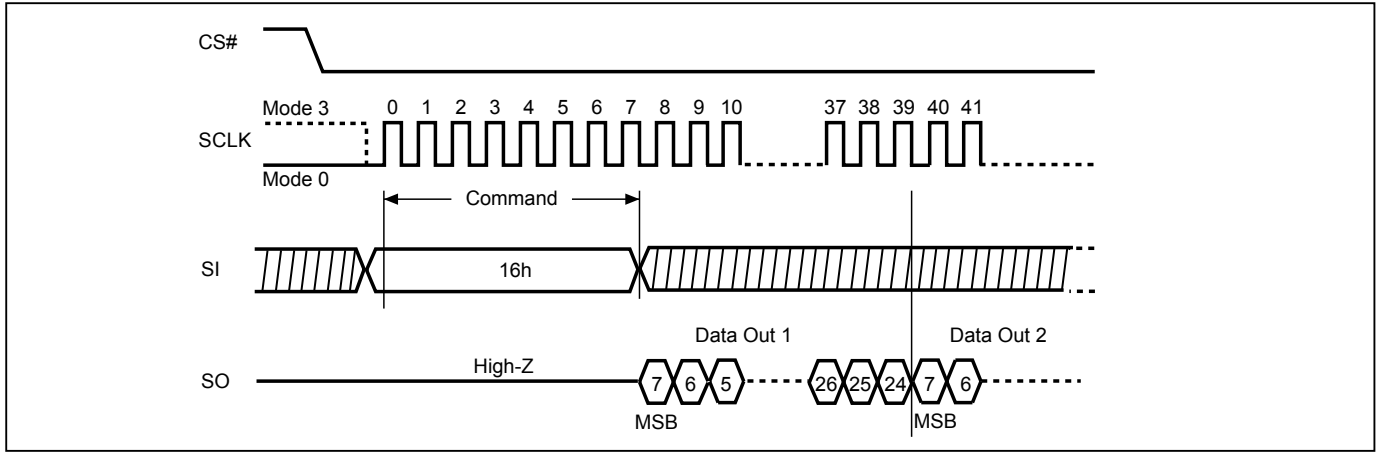 CS#
Mode 3
0 1 2 3 4 5 6 7 8 9 10 37 38 39 40 41
SCLK
Mode 0
Command
SI
16h
Data Out 1 Data Out 2
High-Z
SO
7 6 5 26 25 24 7 6
MSB MSB